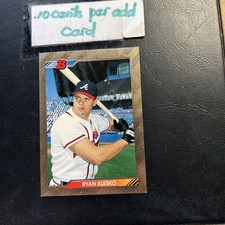 .10 cents per add
Card
B
RYAN KLESKO